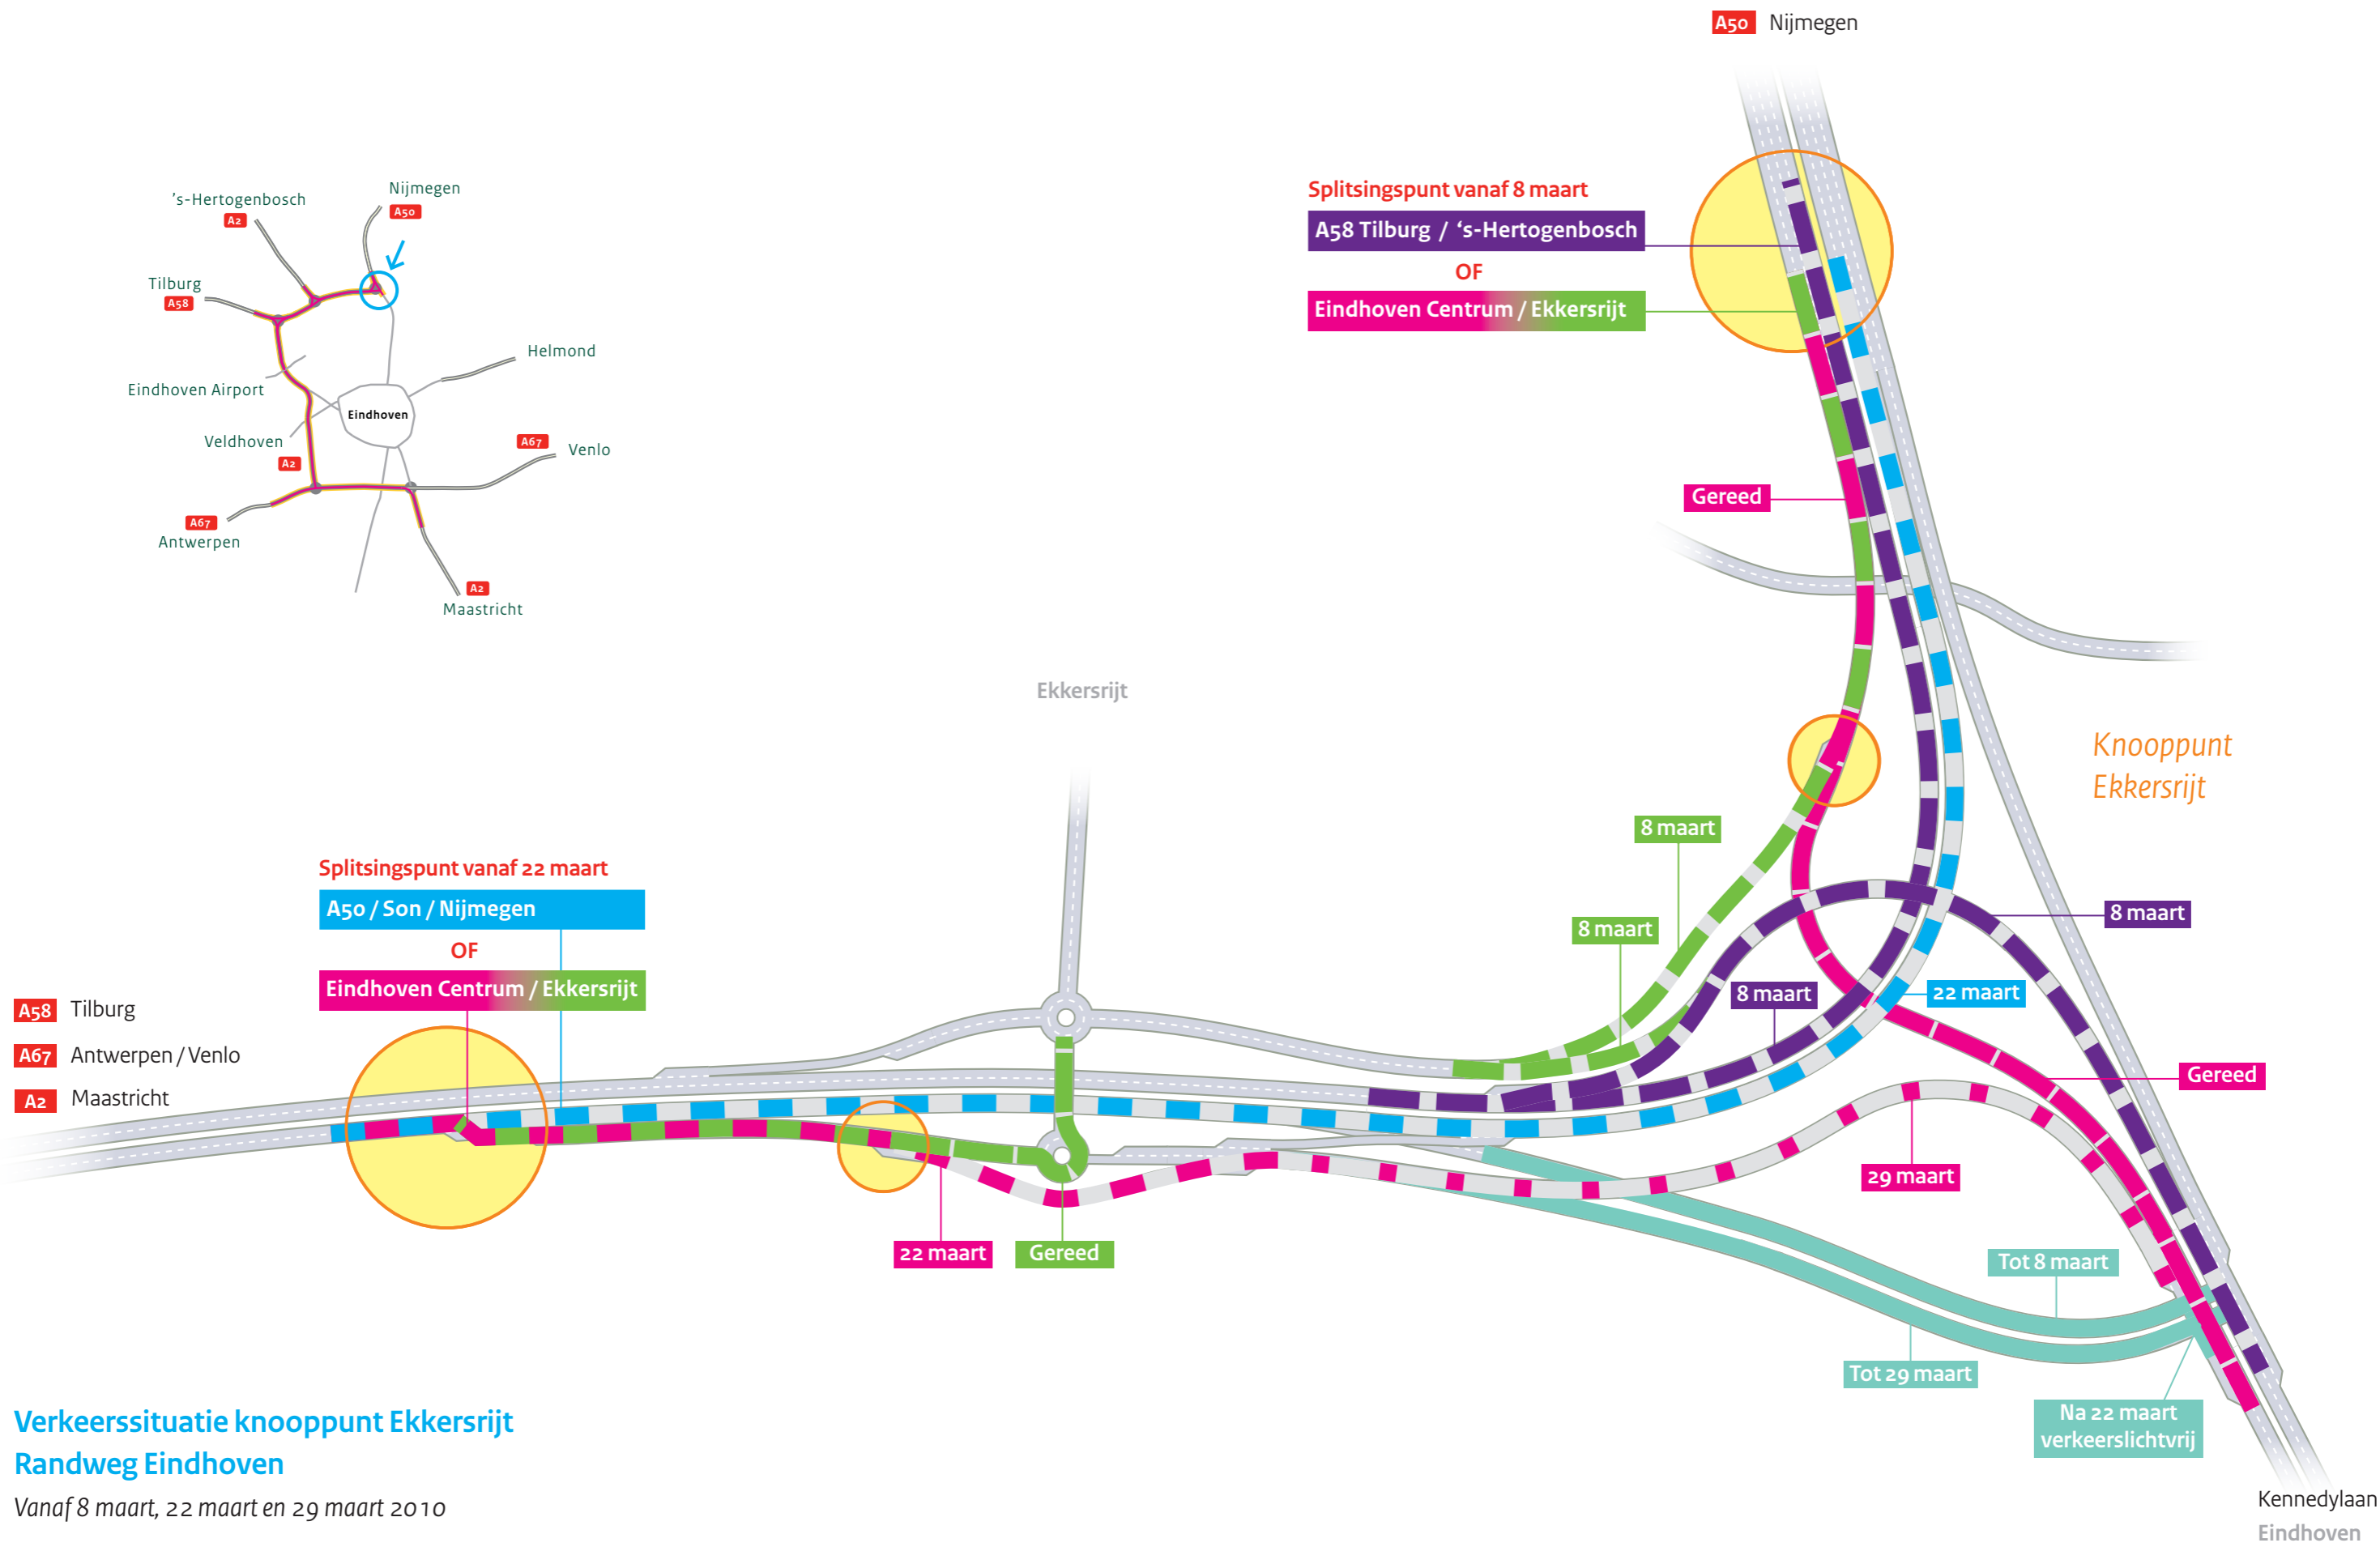 A50 Nijmegen
's-Hertogenbosch
A2
Nijmegen
A50
Tilburg
A58
Helmond
Eindhoven Airport
Eindhoven
Veldhoven
A2
A67
Venlo
A67
Antwerpen
A2
Maastricht
Splitsingspunt vanaf 8 maart
A58 Tilburg / ‘s-Hertogenbosch
OF
Eindhoven Centrum / Ekkersrijt
Gereed
Ekkersrijt
Knooppunt
Ekkersrijt
8 maart
8 maart
8 maart
8 maart
22 maart
Gereed
29 maart
Splitsingspunt vanaf 22 maart
A50 / Son / Nijmegen
OF
Eindhoven Centrum / Ekkersrijt
A58 Tilburg
A67 Antwerpen / Venlo
A2 Maastricht
22 maart
Gereed
Tot 8 maart
Tot 29 maart
Na 22 maart
verkeerslichtvrij
Verkeerssituatie knooppunt Ekkersrijt
Randweg Eindhoven
Vanaf 8 maart, 22 maart en 29 maart 2010
Kennedylaan
Eindhoven